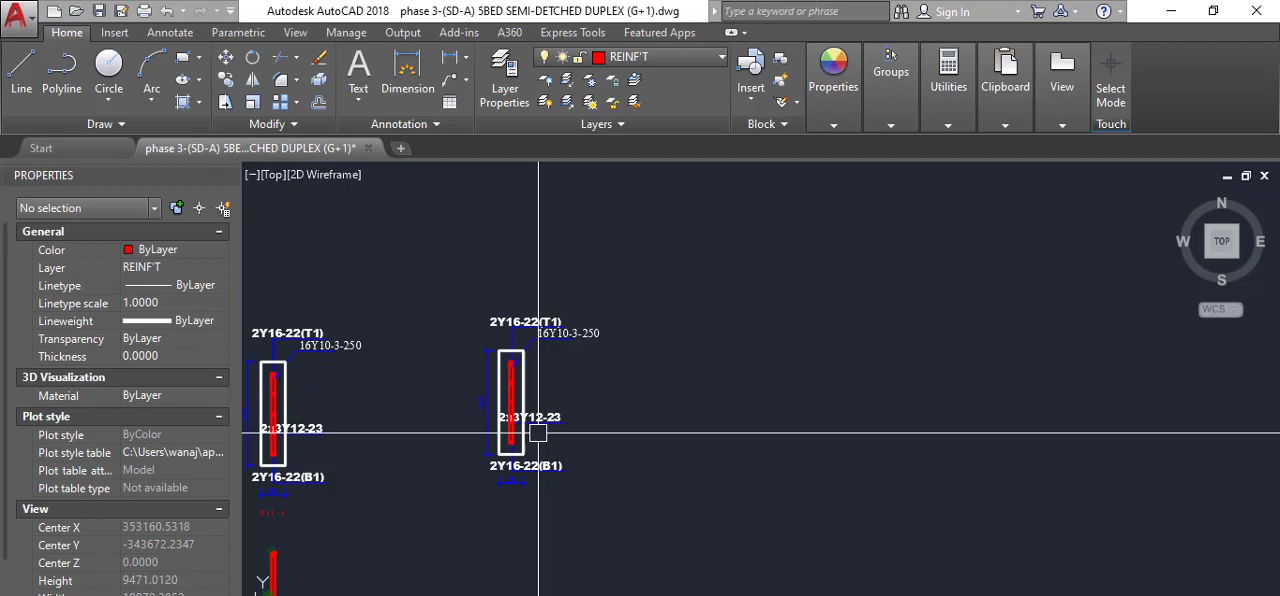 Autodesk AutoCAD 2018 phase 3-(SD-A) 5BED SEMI-DETCHED DUPLEX (G+1).dwg
Type a keyword or phrase
Sign In
Home Insert Annotate Parametric View Manage Output Add-ins A360 Express Tools Featured Apps
REINF'T
Line Polyline Circle Arc
Text Dimension
Layer Properties
Insert
Properties Groups Utilities Clipboard View
Select Mode
Draw Modify Annotation Layers Block Touch
Start
phase 3-(SD-A) 5BE...CHED DUPLEX (G+1)*
PROPERTIES
[−][Top][2D Wireframe]
No selection
General
Color ByLayer
Layer REINF'T
Linetype ByLayer
Linetype scale 1.0000
Lineweight ByLayer
Transparency ByLayer
Thickness 0.0000
3D Visualization
Material ByLayer
Plot style
Plot style ByColor
Plot style table C:\Users\wanaj\ap...
Plot table att... Model
Plot table type Not available
View
Center X 353160.5318
Center Y -343672.2347
Center Z 0.0000
Height 9471.0120
N
W TOP E
S
WCS
2Y16-22(T1)
16Y10-3-250
2x3Y12-23
2Y16-22(B1)
2Y16-22(T1)
16Y10-3-250
2x3Y12-23
2Y16-22(B1)
Y